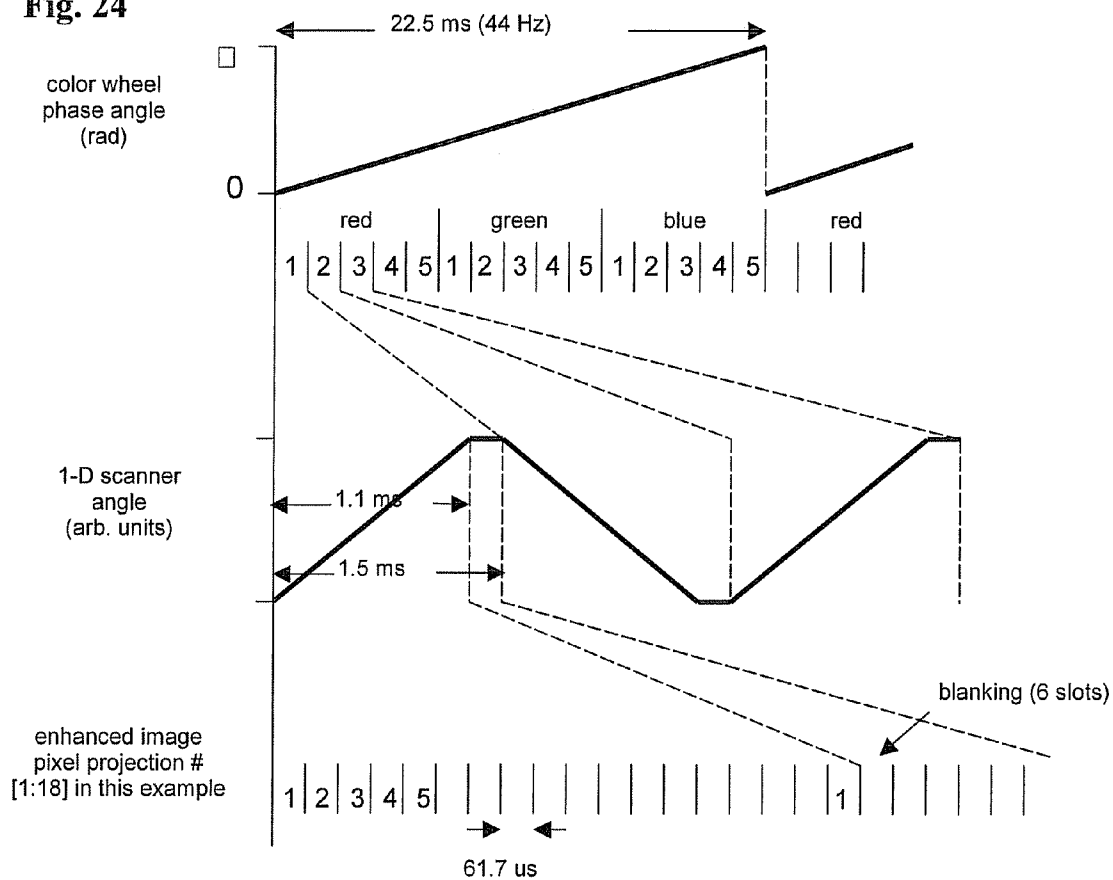 Fig. 24
22.5 ms (44 Hz)
□
color wheel
phase angle
(rad)
0
red green blue red
1 2 3 4 5 1 2 3 4 5 1 2 3 4 5
1-D scanner
angle
(arb. units)
1.1 ms
1.5 ms
blanking (6 slots)
enhanced image
pixel projection #
[1:18] in this example
1 2 3 4 5 1
61.7 us